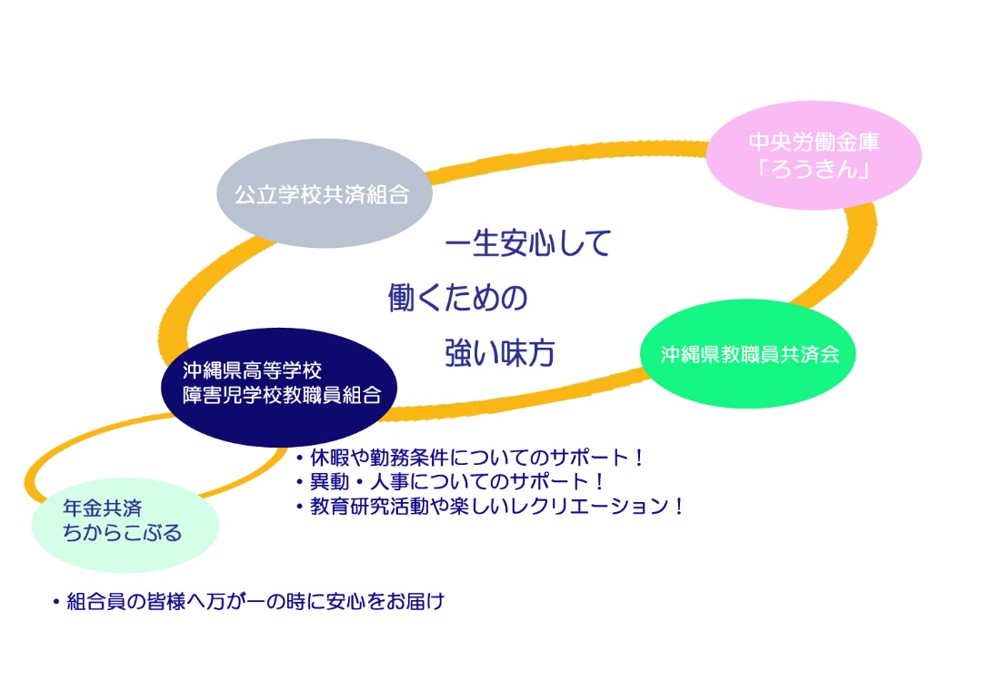 中央労働金庫
「ろうきん」
公立学校共済組合
一生安心して
働くための
強い味方
沖縄県教職員共済会
沖縄県高等学校
障害児学校教職員組合
・休暇や勤務条件についてのサポート！
・異動・人事についてのサポート！
・教育研究活動や楽しいレクリエーション！
年金共済
ちからこぶる
・組合員の皆様へ万が一の時に安心をお届け